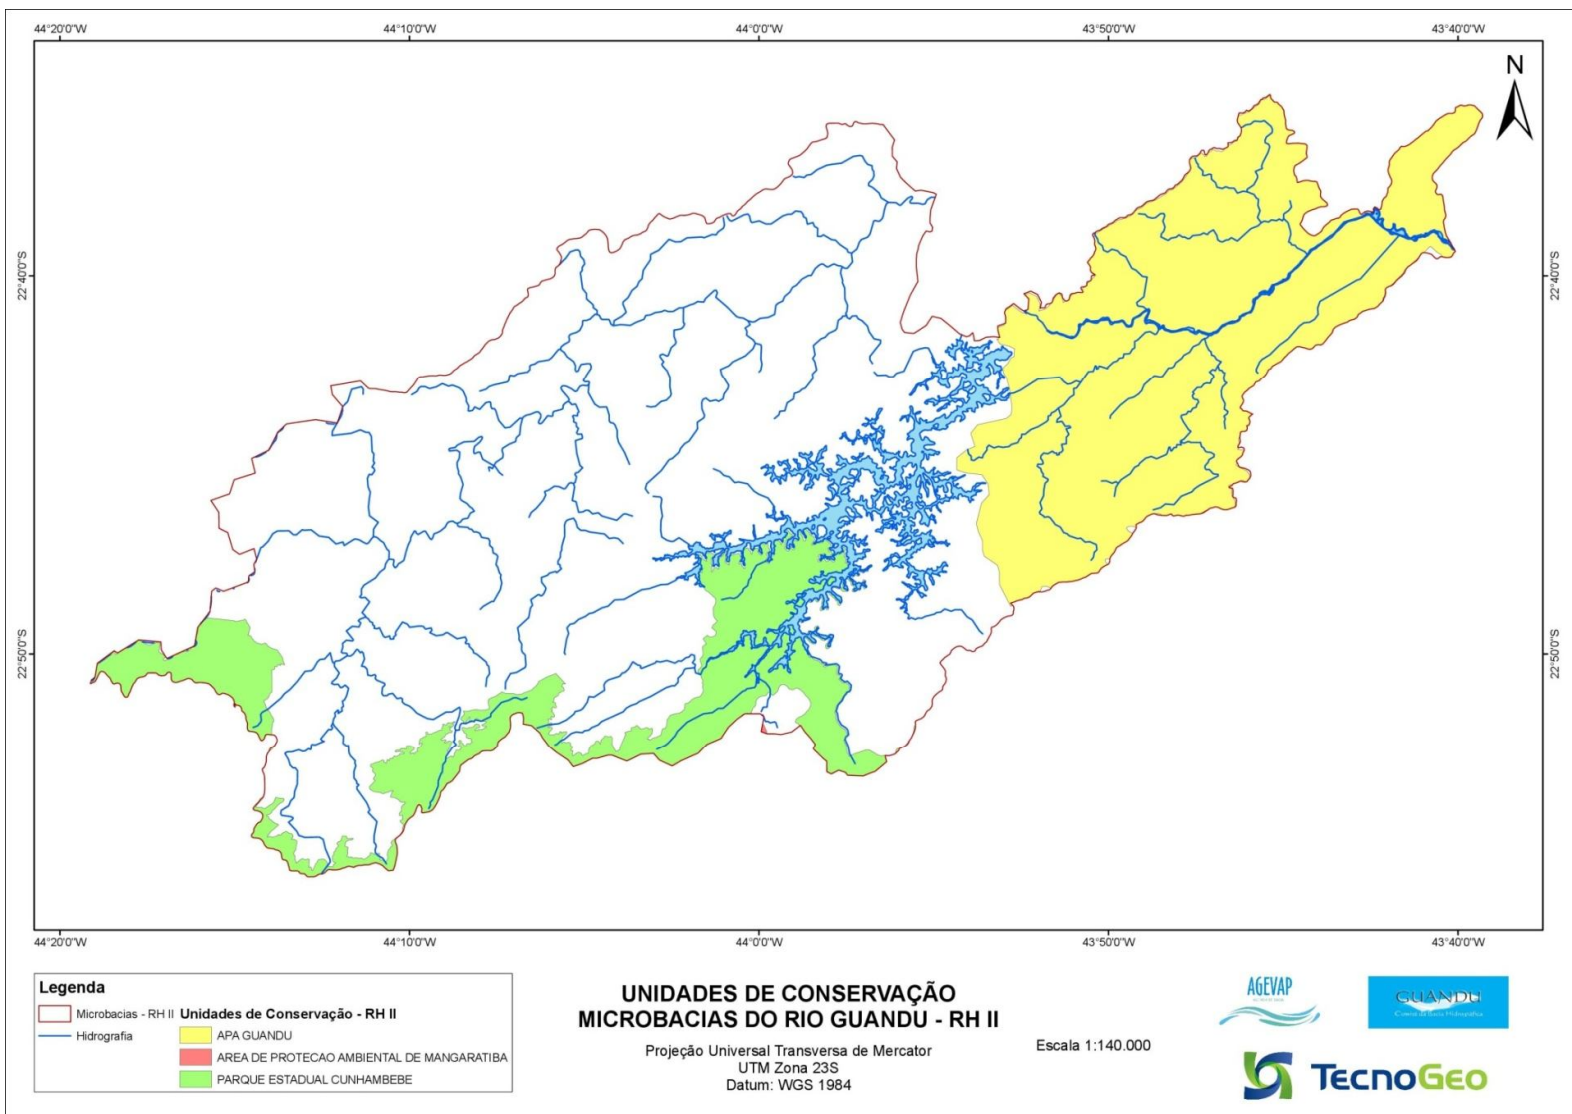 44°20'0"W
44°10'0"W
44°0'0"W
43°50'0"W
43°40'0"W
N
22°40'0"S
22°40'0"S
22°50'0"S
22°50'0"S
44°20'0"W
44°10'0"W
44°0'0"W
43°50'0"W
43°40'0"W
Legenda
Microbacias - RH II
Hidrografia
Unidades de Conservação - RH II
APA GUANDU
AREA DE PROTECAO AMBIENTAL DE MANGARATIBA
PARQUE ESTADUAL CUNHAMBEBE
UNIDADES DE CONSERVAÇÃO
MICROBACIAS DO RIO GUANDU - RH II
Projeção Universal Transversa de Mercator
UTM Zona 23S
Datum: WGS 1984
Escala 1:140.000
AGEVAP
GUANDU
Comitê da Bacia Hidrográfica
TECNOGEO